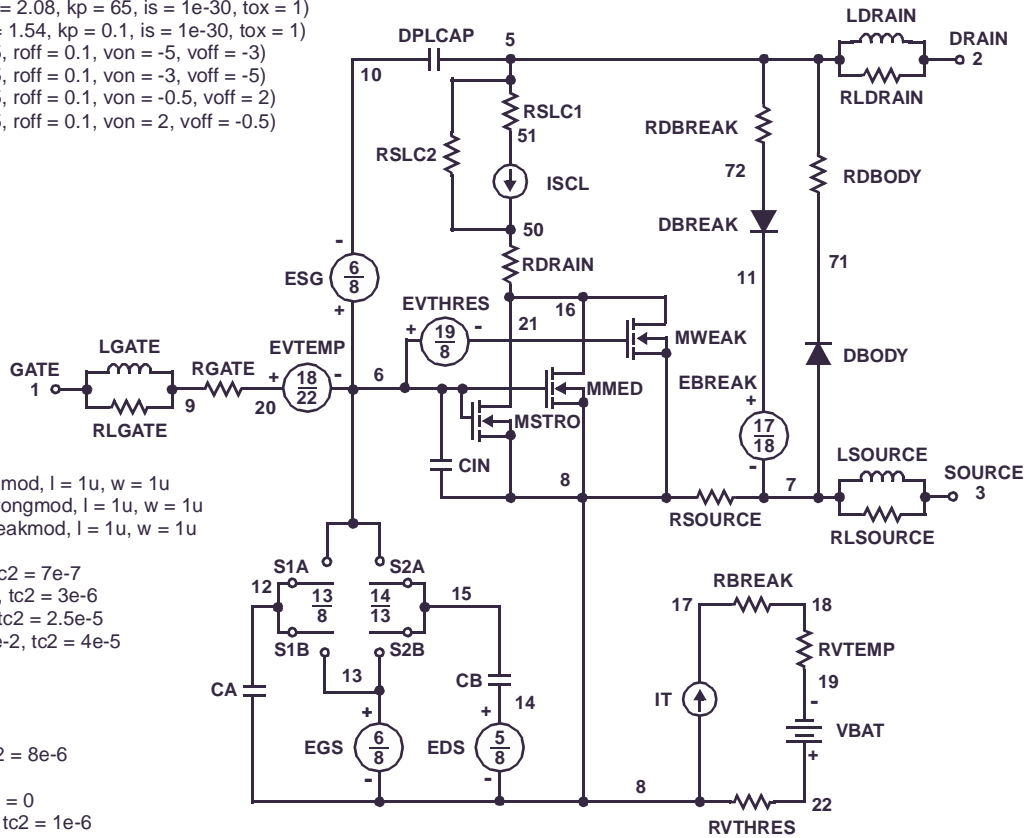 = 2.08, kp = 65, is = 1e-30, tox = 1)
= 1.54, kp = 0.1, is = 1e-30, tox = 1)
, roff = 0.1, von = -5, voff = -3)
, roff = 0.1, von = -3, voff = -5)
, roff = 0.1, von = -0.5, voff = 2)
, roff = 0.1, von = 2, voff = -0.5)
DPLCAP
5
10
LDRAIN
DRAIN
2
RLDRAIN
RSLC1
51
RSLC2
ISCL
50
RDRAIN
RDBREAK
72
RDBODY
DBREAK
11
71
-
ESG
6
8
+
EVTHRES
+
19
8
-
21
16
MWEAK
DBODY
EBREAK
+
17
18
-
MMED
MSTRO
LGATE
GATE
1
RLGATE
9
RGATE
20
EVTEMP
+
18
22
-
6
CIN
8
RSOURCE
7
LSOURCE
SOURCE
3
RLSOURCE
mod, l = 1u, w = 1u
ongmod, l = 1u, w = 1u
eakmod, l = 1u, w = 1u
c2 = 7e-7
, tc2 = 3e-6
tc2 = 2.5e-5
e-2, tc2 = 4e-5
2 = 8e-6
= 0
tc2 = 1e-6
S1A
S2A
12
13
8
14
13
15
S1B
S2B
13
CA
CB
14
+
EGS
6
8
-
+
EDS
5
8
-
8
RBREAK
17
18
RVTEMP
19
IT
-
VBAT
+
22
RVTHRES